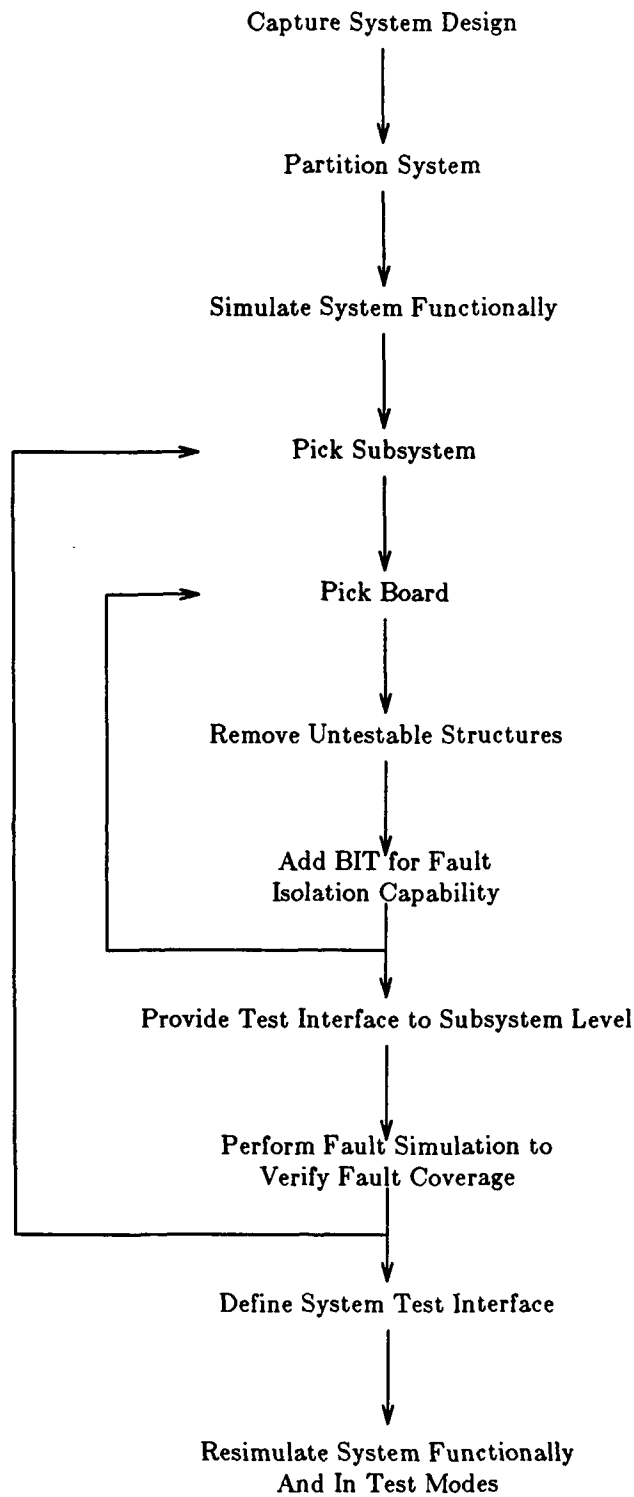 Capture System Design
Partition System
Simulate System Functionally
Pick Subsystem
Pick Board
Remove Untestable Structures
Add BIT for Fault
Isolation Capability
Provide Test Interface to Subsystem Level
Perform Fault Simulation to
Verify Fault Coverage
Define System Test Interface
Resimulate System Functionally
And In Test Modes